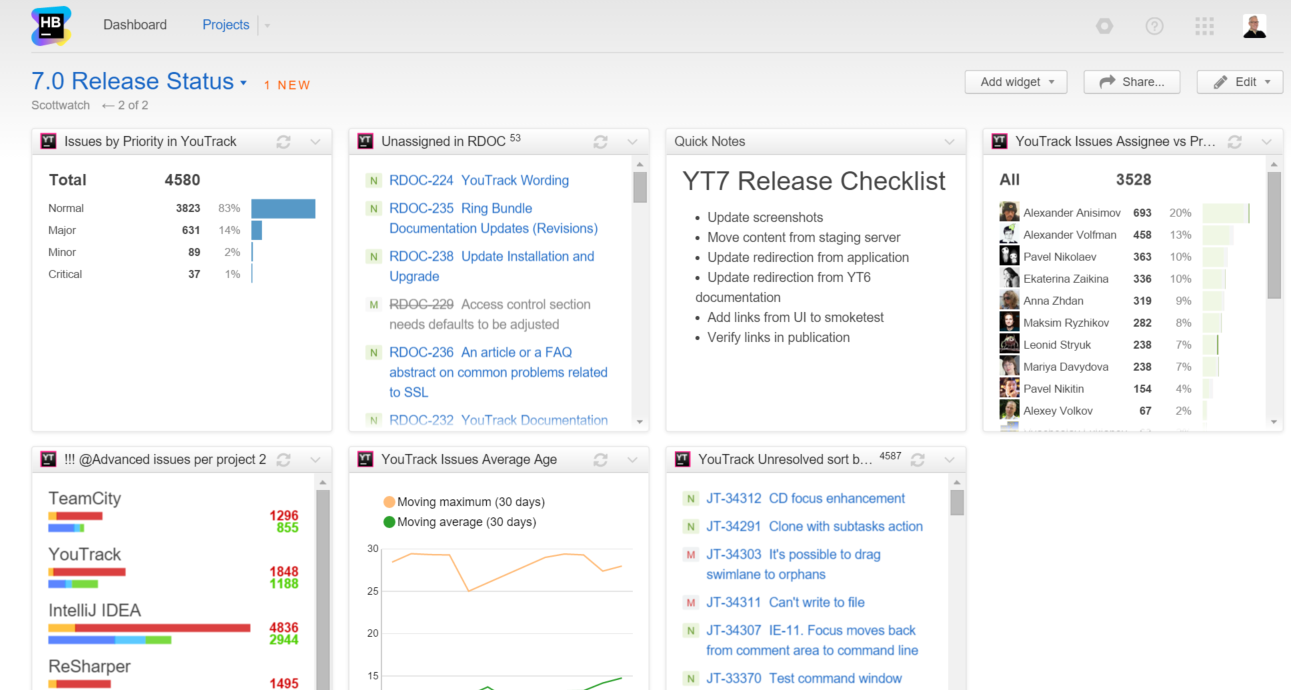 HB
Dashboard
Projects
7.0 Release Status
1 NEW
Scottwatch ← 2 of 2
Add widget
Share...
Edit
YT Issues by Priority in YouTrack
Total 4580
Normal 3823 83%
Major 631 14%
Minor 89 2%
Critical 37 1%
YT Unassigned in RDOC 53
N RDOC-224 YouTrack Wording
N RDOC-235 Ring Bundle
Documentation Updates (Revisions)
N RDOC-238 Update Installation and
Upgrade
M RDOC-229 Access control section
needs defaults to be adjusted
N RDOC-236 An article or a FAQ
abstract on common problems related
to SSL
N RDOC-232 YouTrack Documentation
Quick Notes
YT7 Release Checklist
• Update screenshots
• Move content from staging server
• Update redirection from application
• Update redirection from YT6
documentation
• Add links from UI to smoketest
• Verify links in publication
YT YouTrack Issues Assignee vs Pr...
All 3528
Alexander Anisimov 693 20%
Alexander Volfman 458 13%
Pavel Nikolaev 363 10%
Ekaterina Zaikina 336 10%
Anna Zhdan 319 9%
Maksim Ryzhikov 282 8%
Leonid Stryuk 238 7%
Mariya Davydova 238 7%
Pavel Nikitin 154 4%
Alexey Volkov 67 2%
YT !!! @Advanced issues per project 2
TeamCity
1296
855
YouTrack
1848
1188
IntelliJ IDEA
4836
2944
ReSharper
1495
YT YouTrack Issues Average Age
Moving maximum (30 days)
Moving average (30 days)
30
25
20
15
YT YouTrack Unresolved sort b... 4587
N JT-34312 CD focus enhancement
N JT-34291 Clone with subtasks action
M JT-34303 It's possible to drag
swimlane to orphans
M JT-34311 Can't write to file
N JT-34307 IE-11. Focus moves back
from comment area to command line
N JT-33370 Test command window